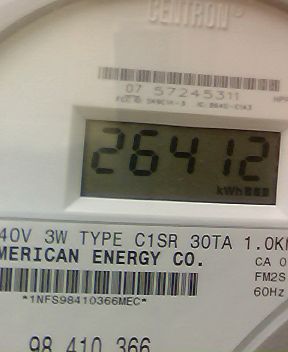 CENTRON®
07 57245311
26412
kWh
40V 3W TYPE C1SR 30TA 1.0K
MERICAN ENERGY CO.
CA 0
FM2S
*1NFS98410366MEC*
60Hz
98 410 366